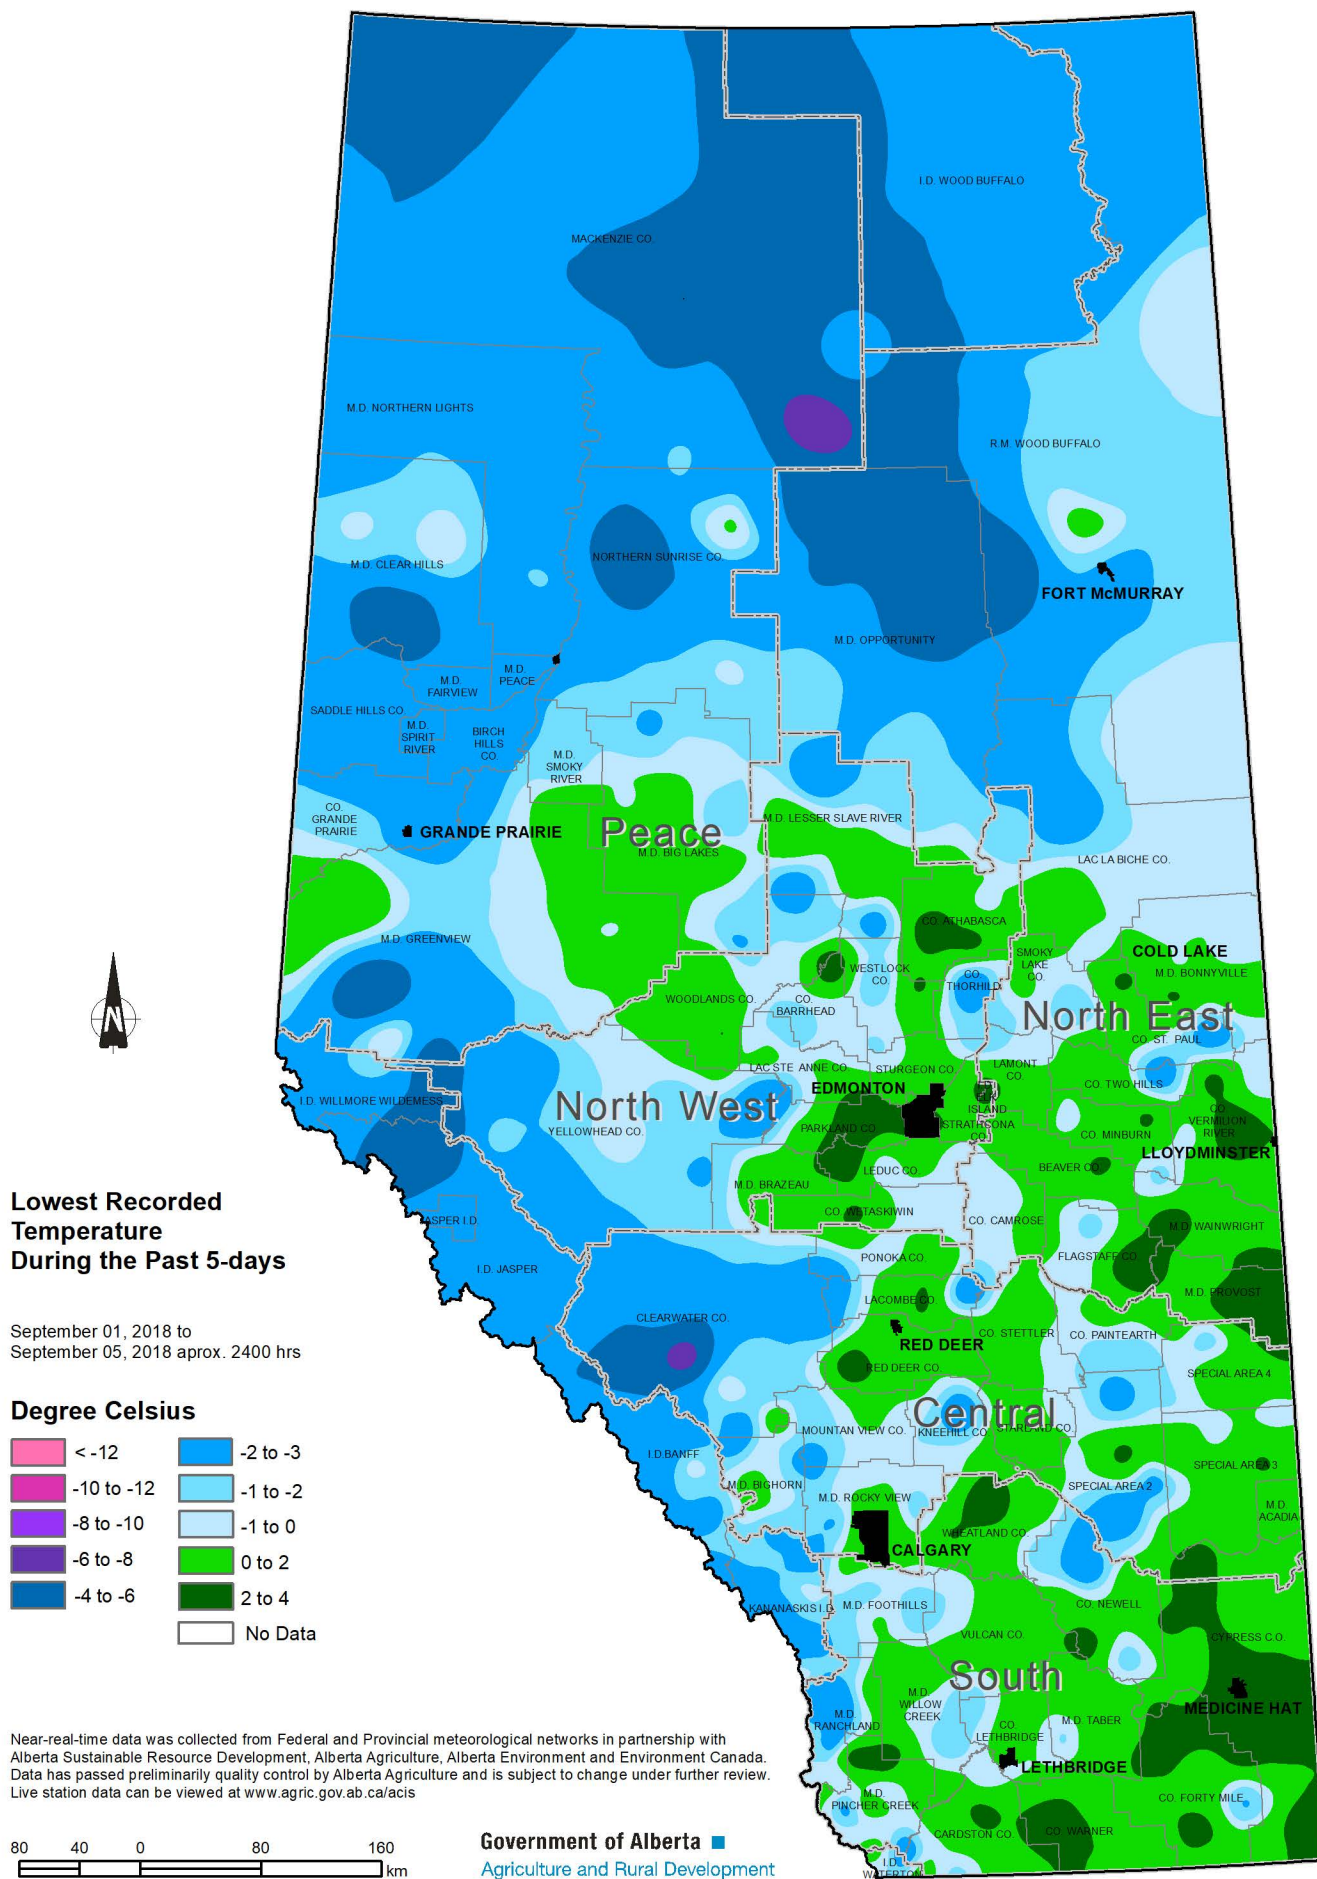 I.D. WOOD BUFFALO
MACKENZIE CO.
M.D. NORTHERN LIGHTS
R.M. WOOD BUFFALO
NORTHERN SUNRISE CO.
M.D. CLEAR HILLS
FORT McMURRAY
M.D. OPPORTUNITY
M.D.
PEACE
M.D.
FAIRVIEW
SADDLE HILLS CO.
M.D.
SPIRIT
RIVER
BIRCH
HILLS
CO.
M.D.
SMOKY
RIVER
CO.
GRANDE
PRAIRIE
GRANDE PRAIRIE
Peace
M.D. LESSER SLAVE RIVER
M.D. BIG LAKES
LAC LA BICHE CO.
CO. ATHABASCA
M.D. GREENVIEW
COLD LAKE
SMOKY
LAKE
CO.
M.D. BONNYVILLE
WESTLOCK
CO.
CO.
THORHILD
WOODLANDS CO.
CO.
BARRHEAD
North East
CO. ST. PAUL
LAC STE ANNE CO.
STURGEON CO.
LAMONT
CO.
EDMONTON
CO. TWO HILLS
ELK
ISLAND
I.D. WILLMORE WILDERNESS
North West
YELLOWHEAD CO.
PARKLAND CO.
STRATHCONA
CO.
CO.
VERMILION
RIVER
CO. MINBURN
LLOYDMINSTER
LEDUC CO.
BEAVER CO.
M.D. BRAZEAU
Lowest Recorded
Temperature
During the Past 5-days
CO. WETASKIWIN
CO. CAMROSE
JASPER I.D.
M.D. WAINWRIGHT
PONOKA CO.
FLAGSTAFF CO.
I.D. JASPER
M.D. PROVOST
LACOMBE CO.
CLEARWATER CO.
September 01, 2018 to
September 05, 2018 aprox. 2400 hrs
RED DEER
CO. STETTLER
CO. PAINTEARTH
RED DEER CO.
SPECIAL AREA 4
Degree Celsius
Central
MOUNTAN VIEW CO.
KNEEHILL CO.
STARLAND CO.
< -12
-2 to -3
I.D.BANFF
SPECIAL AREA 3
-10 to -12
-1 to -2
M.D. BIGHORN
M.D. ROCKY VIEW
SPECIAL AREA 2
M.D.
ACADIA
-8 to -10
-1 to 0
WHEATLAND CO.
CALGARY
-6 to -8
0 to 2
-4 to -6
2 to 4
No Data
KANANASKIS I.D.
M.D. FOOTHILLS
CO. NEWELL
VULCAN CO.
CYPRESS C.O.
South
M.D.
WILLOW
CREEK
MEDICINE HAT
M.D.
RANCHLAND
CO.
LETHBRIDGE
M.D. TABER
LETHBRIDGE
Near-real-time data was collected from Federal and Provincial meteorological networks in partnership with
Alberta Sustainable Resource Development, Alberta Agriculture, Alberta Environment and Environment Canada.
Data has passed preliminarily quality control by Alberta Agriculture and is subject to change under further review.
Live station data can be viewed at www.agric.gov.ab.ca/acis
M.D.
PINCHER CREEK
CO. FORTY MILE
CARDSTON CO.
CO. WARNER
I.D.
WATERTON
80 40 0 80 160
km
Government of Alberta
Agriculture and Rural Development
N